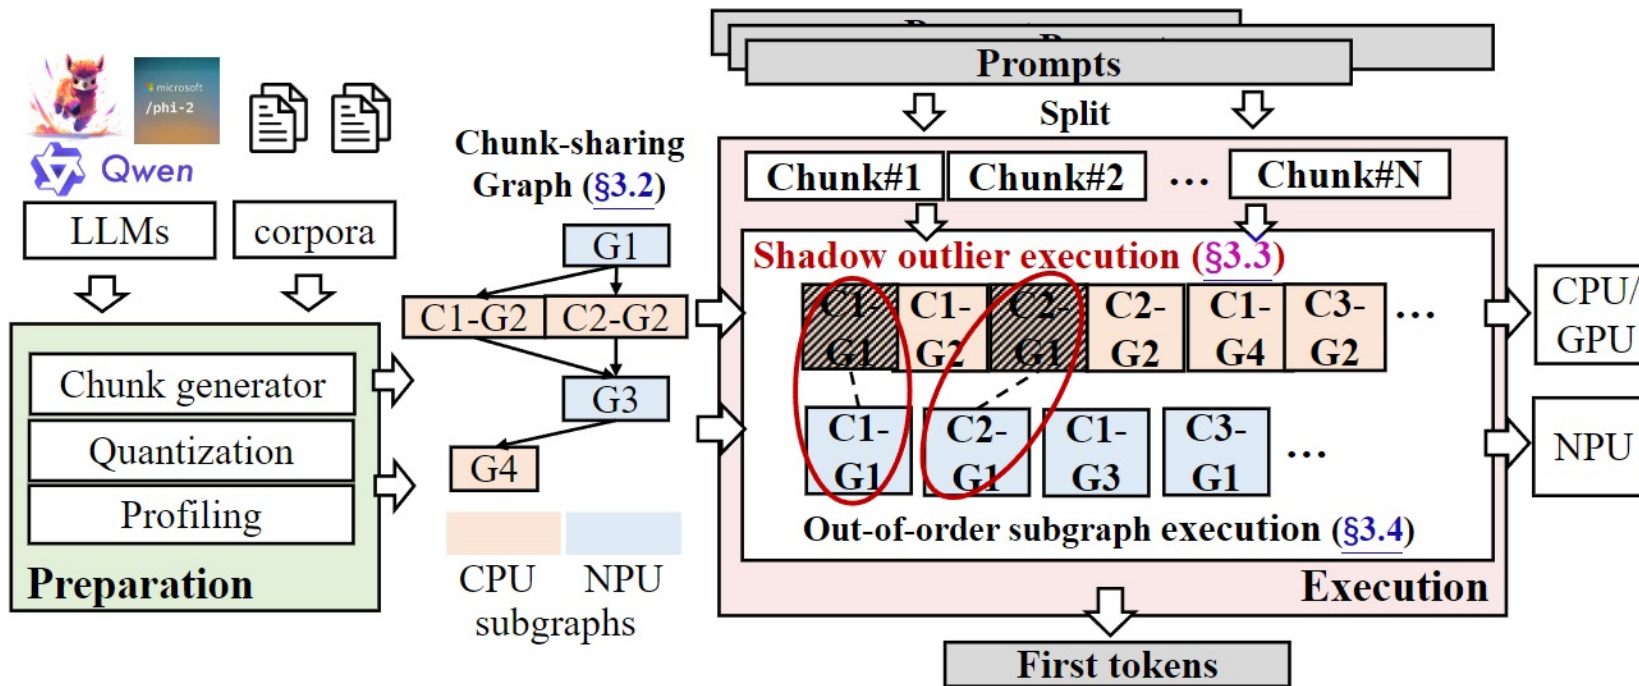 Prompts
Split
microsoft
/phi-2
Qwen
LLMs
corpora
Chunk generator
Quantization
Profiling
Preparation
Chunk-sharing
Graph (§3.2)
G1
C1-G2
C2-G2
G3
G4
CPU
NPU
subgraphs
Chunk#1
Chunk#2
...
Chunk#N
Shadow outlier execution (§3.3)
C1-
G1
C1-
G2
C2-
G1
C2-
G2
C1-
G4
C3-
G2
...
C1-
G1
C2-
G1
C1-
G3
C3-
G1
...
Out-of-order subgraph execution (§3.4)
Execution
CPU/
GPU
NPU
First tokens